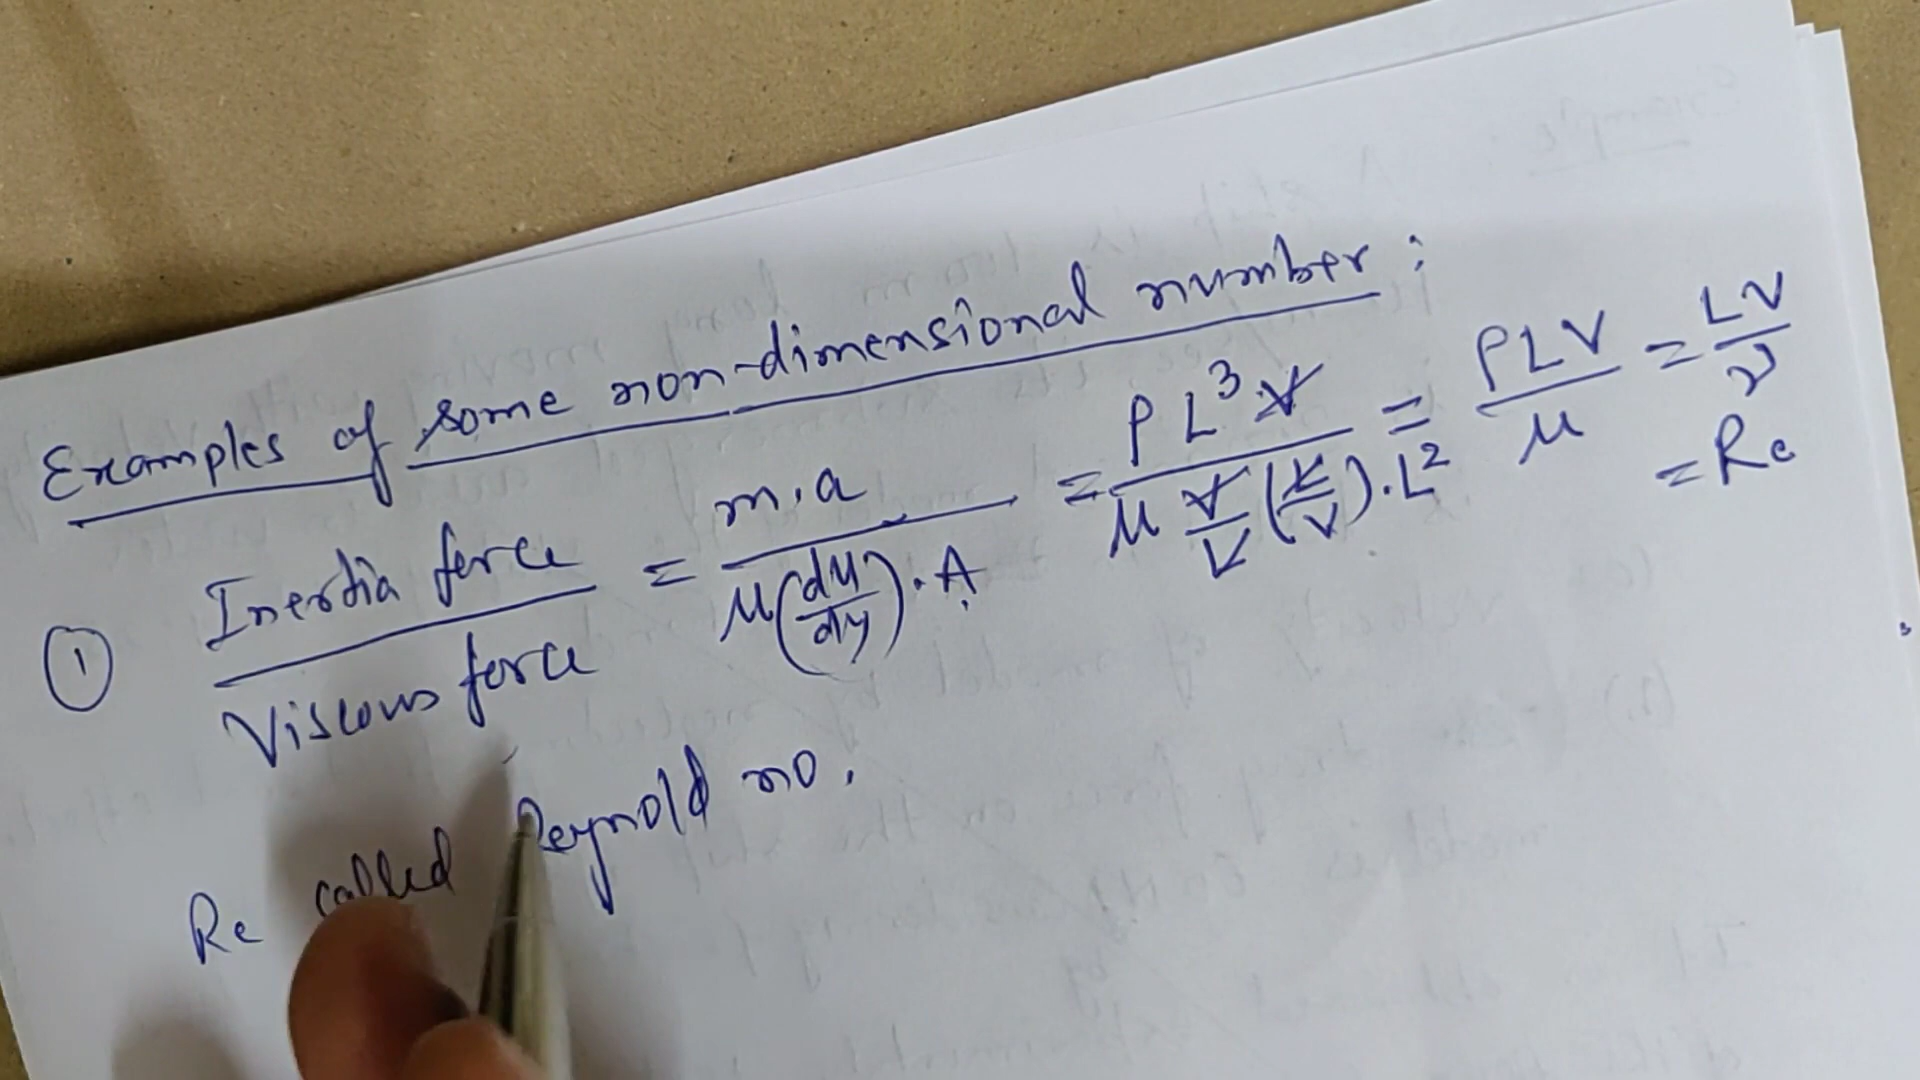 Examples of some non-dimensional number :
① Inertia force / Viscous force = m.a / μ(du/dy).A = ρ L³ V / μ V/L (L/V).L² = ρLV / μ = LV / ν
= Re
Re called Reynold no.